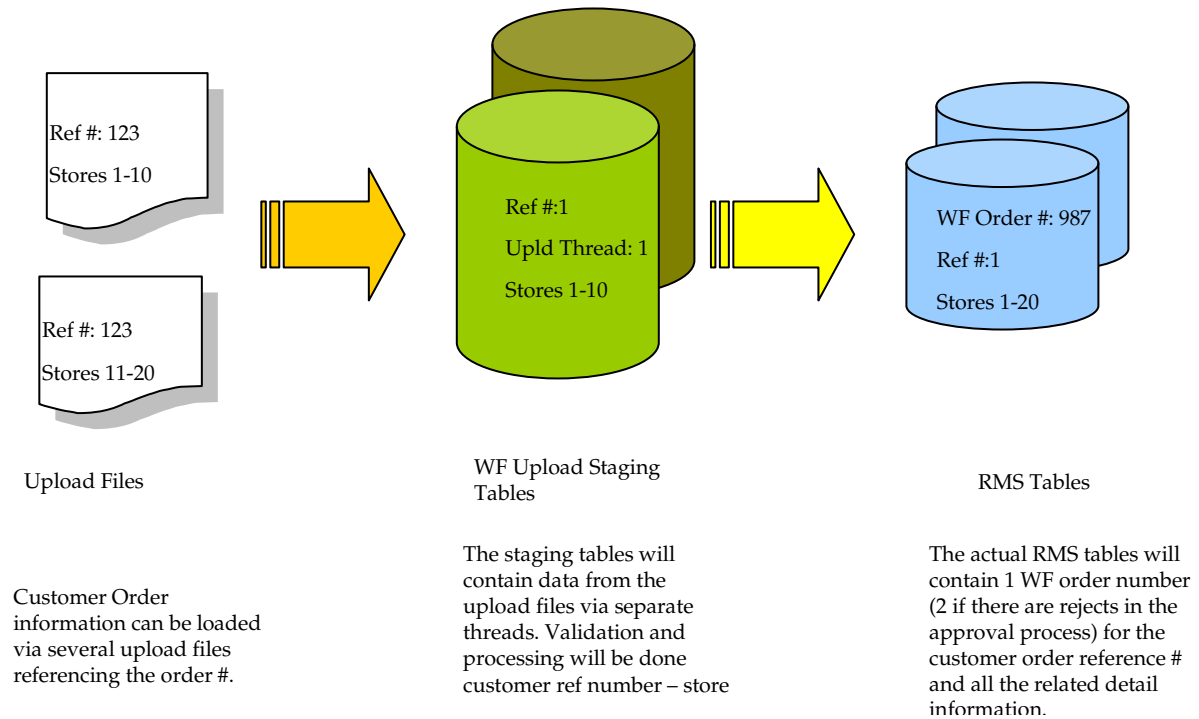 Ref #: 123
Stores 1-10
Ref #: 123
Stores 11-20
Upload Files
Customer Order
information can be loaded
via several upload files
referencing the order #.
Ref #:1
Upld Thread: 1
Stores 1-10
WF Upload Staging
Tables
The staging tables will
contain data from the
upload files via separate
threads. Validation and
processing will be done
customer ref number – store
WF Order #: 987
Ref #:1
Stores 1-20
RMS Tables
The actual RMS tables will
contain 1 WF order number
(2 if there are rejects in the
approval process) for the
customer order reference #
and all the related detail
information.